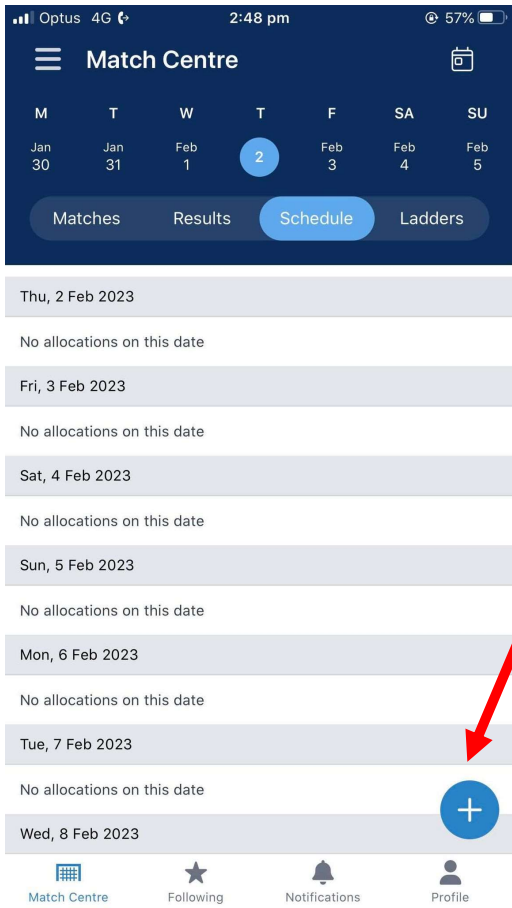 Optus 4G 2:48 pm 57%
Match Centre
M T W T F SA SU
Jan Jan Feb Feb Feb Feb
30 31 1 2 3 4 5
Matches Results Schedule Ladders
Thu, 2 Feb 2023
No allocations on this date
Fri, 3 Feb 2023
No allocations on this date
Sat, 4 Feb 2023
No allocations on this date
Sun, 5 Feb 2023
No allocations on this date
Mon, 6 Feb 2023
No allocations on this date
Tue, 7 Feb 2023
No allocations on this date
Wed, 8 Feb 2023
Match Centre Following Notifications Profile